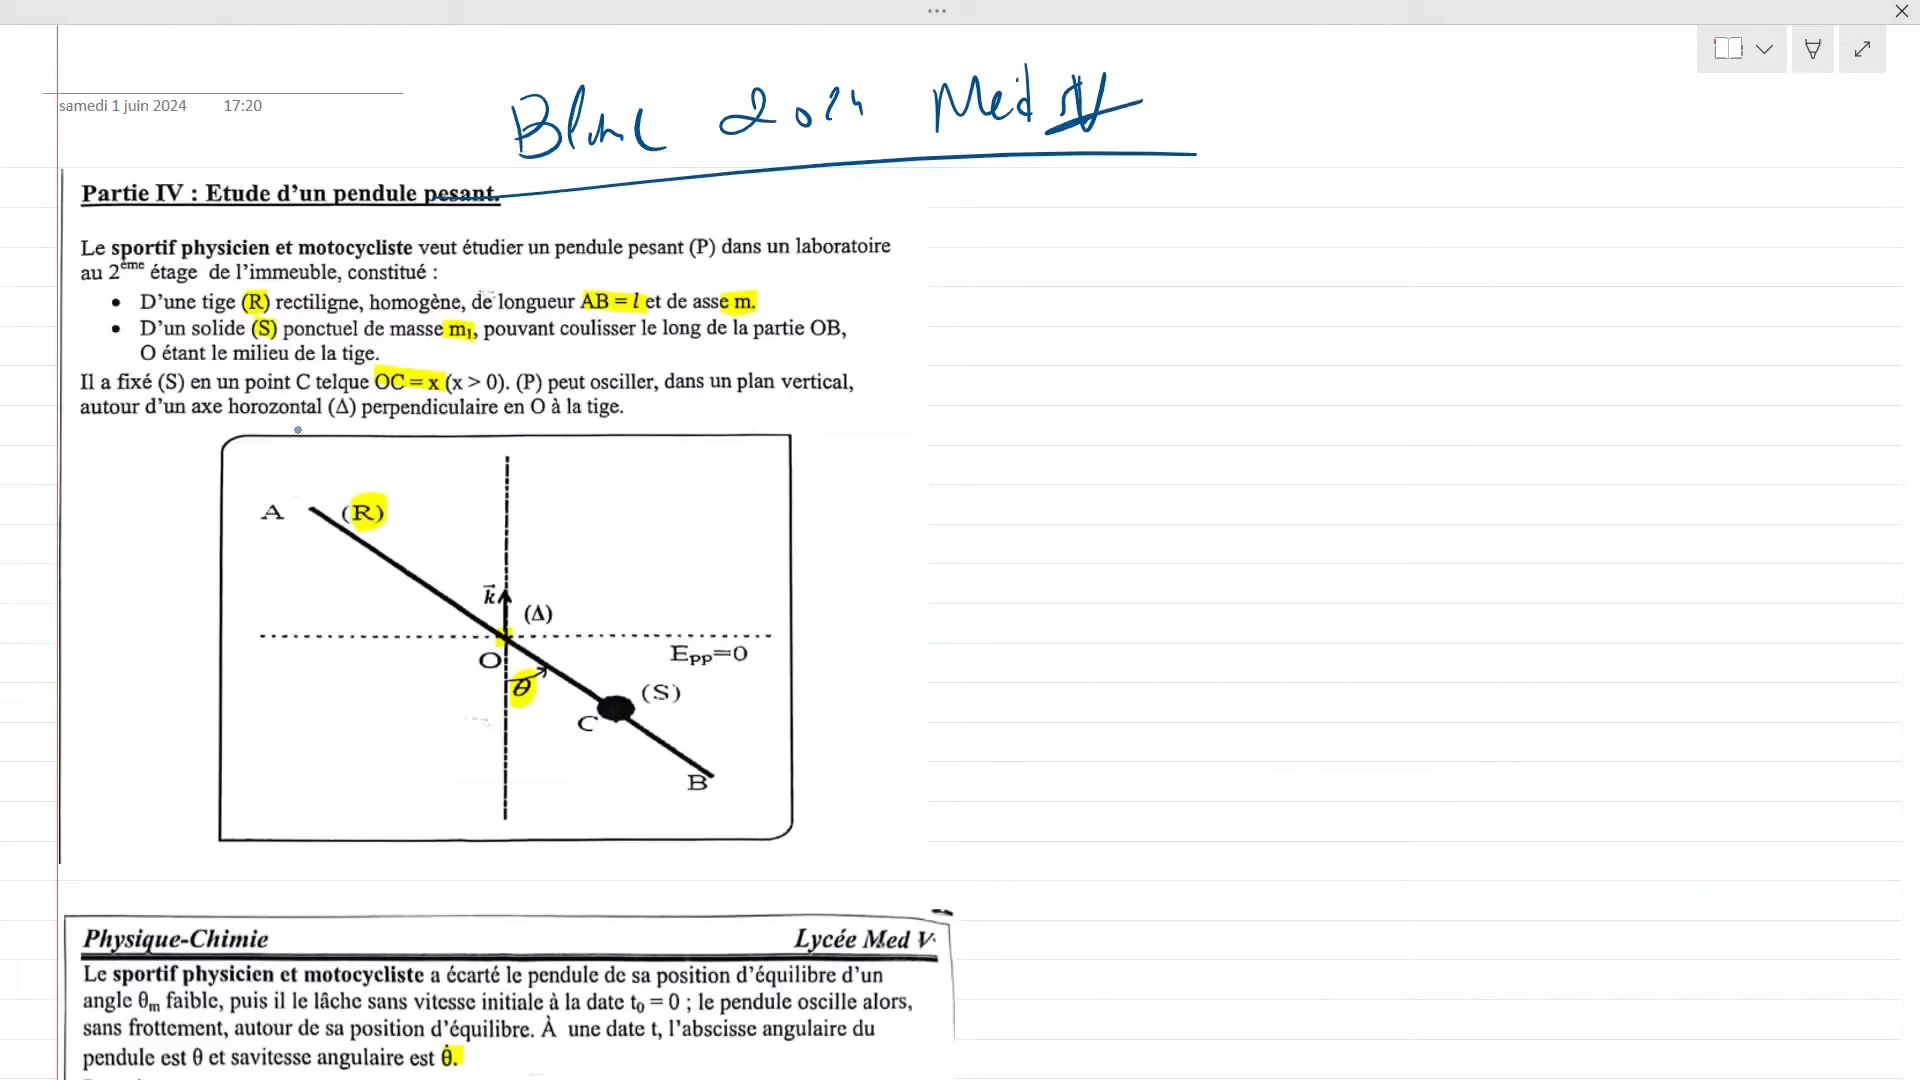 samedi 1 juin 2024 17:20
Blanc 2024 Med V
Partie IV : Etude d’un pendule pesant.
Le sportif physicien et motocycliste veut étudier un pendule pesant (P) dans un laboratoire
au 2ème étage de l’immeuble, constitué :
• D’une tige (R) rectiligne, homogène, de longueur AB = l et de asse m.
• D’un solide (S) ponctuel de masse m₁, pouvant coulisser le long de la partie OB,
O étant le milieu de la tige.
Il a fixé (S) en un point C telque OC = x (x > 0). (P) peut osciller, dans un plan vertical,
autour d’un axe horozontal (Δ) perpendiculaire en O à la tige.
A (R)
k⃗ (Δ)
O Epp=0
θ (S)
C
B
Physique-Chimie Lycée Med V.
Le sportif physicien et motocycliste a écarté le pendule de sa position d’équilibre d’un
angle θm faible, puis il le lâche sans vitesse initiale à la date t₀ = 0 ; le pendule oscille alors,
sans frottement, autour de sa position d’équilibre. À une date t, l’abscisse angulaire du
pendule est θ et savitesse angulaire est θ̇.